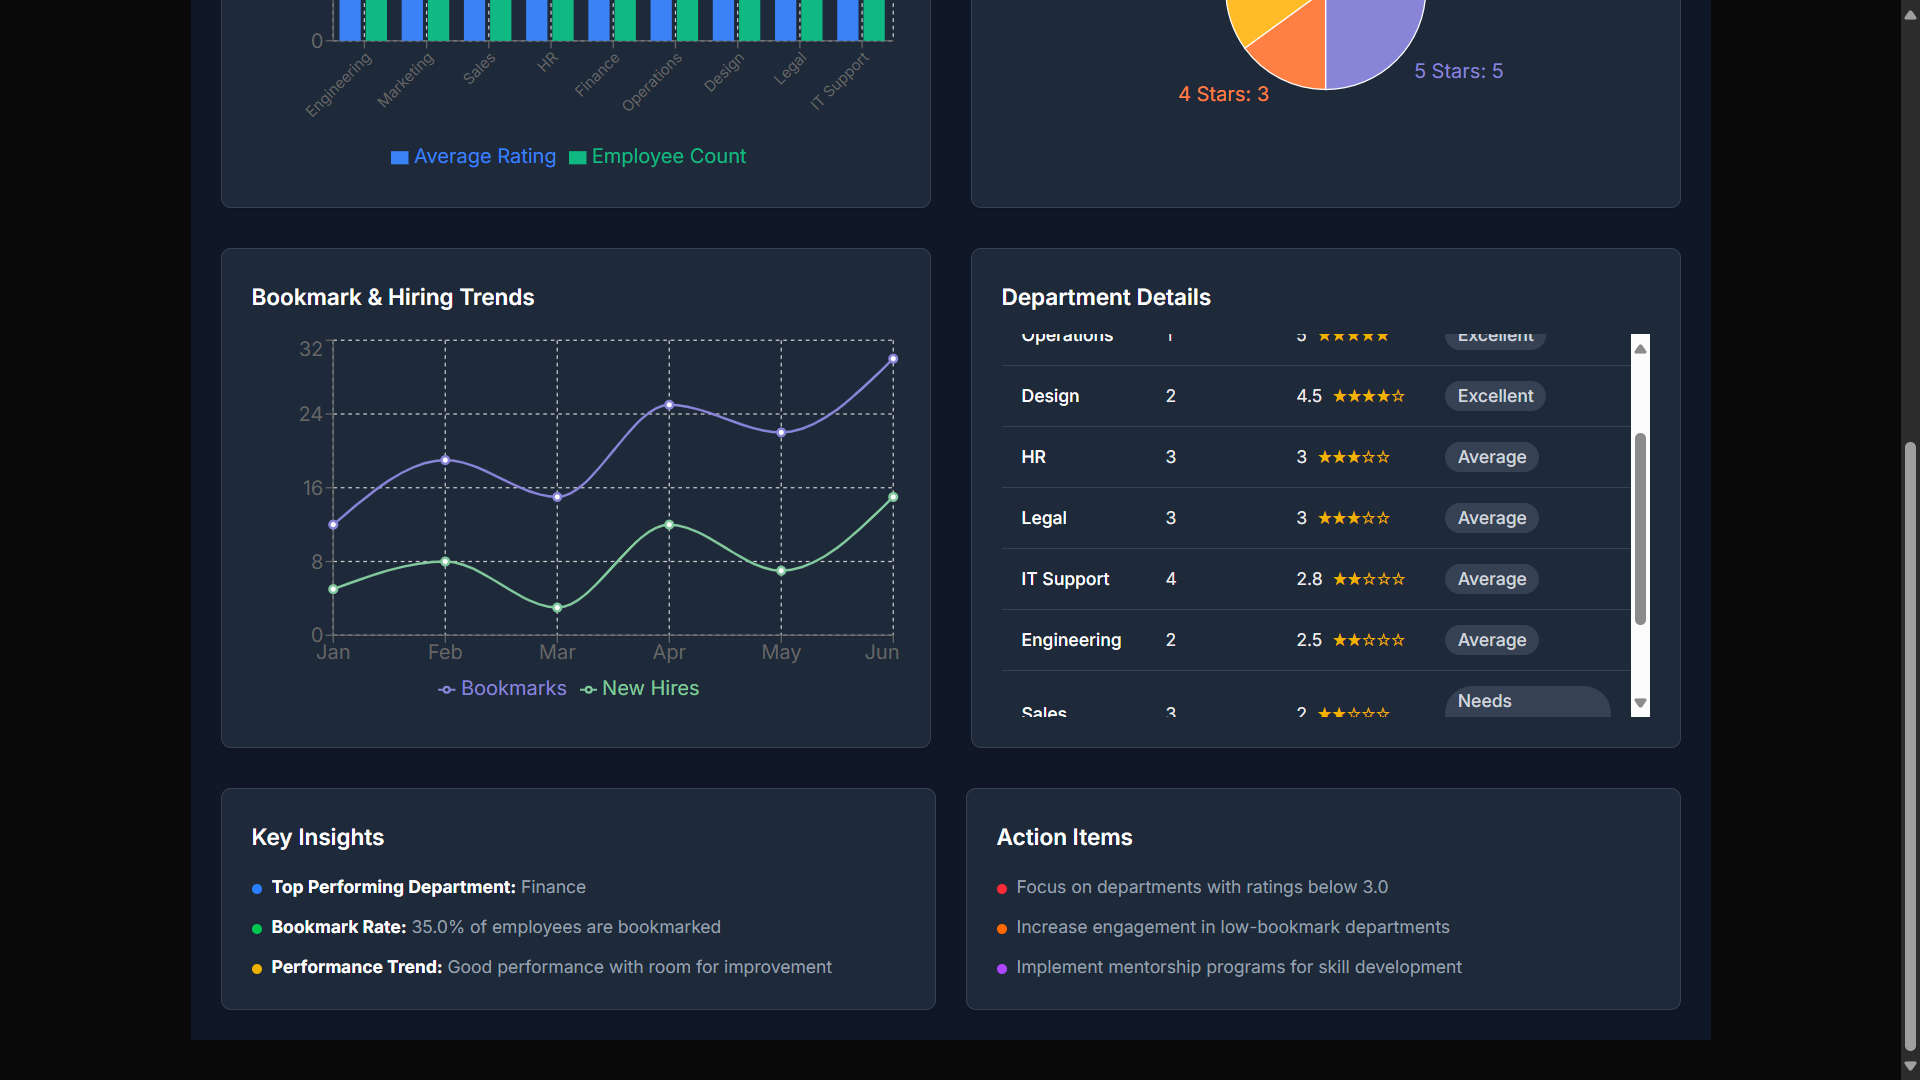 0
Engineering
Marketing
Sales
HR
Finance
Operations
Design
Legal
IT Support
Average Rating
Employee Count
5 Stars: 5
4 Stars: 3
Bookmark & Hiring Trends
32
24
16
8
0
Jan Feb Mar Apr May Jun
Bookmarks
New Hires
Department Details
Operations 1 5 ★★★★★ Excellent
Design 2 4.5 ★★★★☆ Excellent
HR 3 3 ★★★☆☆ Average
Legal 3 3 ★★★☆☆ Average
IT Support 4 2.8 ★★☆☆☆ Average
Engineering 2 2.5 ★★☆☆☆ Average
Sales 3 2 ★★☆☆☆ Needs
Key Insights
Top Performing Department: Finance
Bookmark Rate: 35.0% of employees are bookmarked
Performance Trend: Good performance with room for improvement
Action Items
Focus on departments with ratings below 3.0
Increase engagement in low-bookmark departments
Implement mentorship programs for skill development